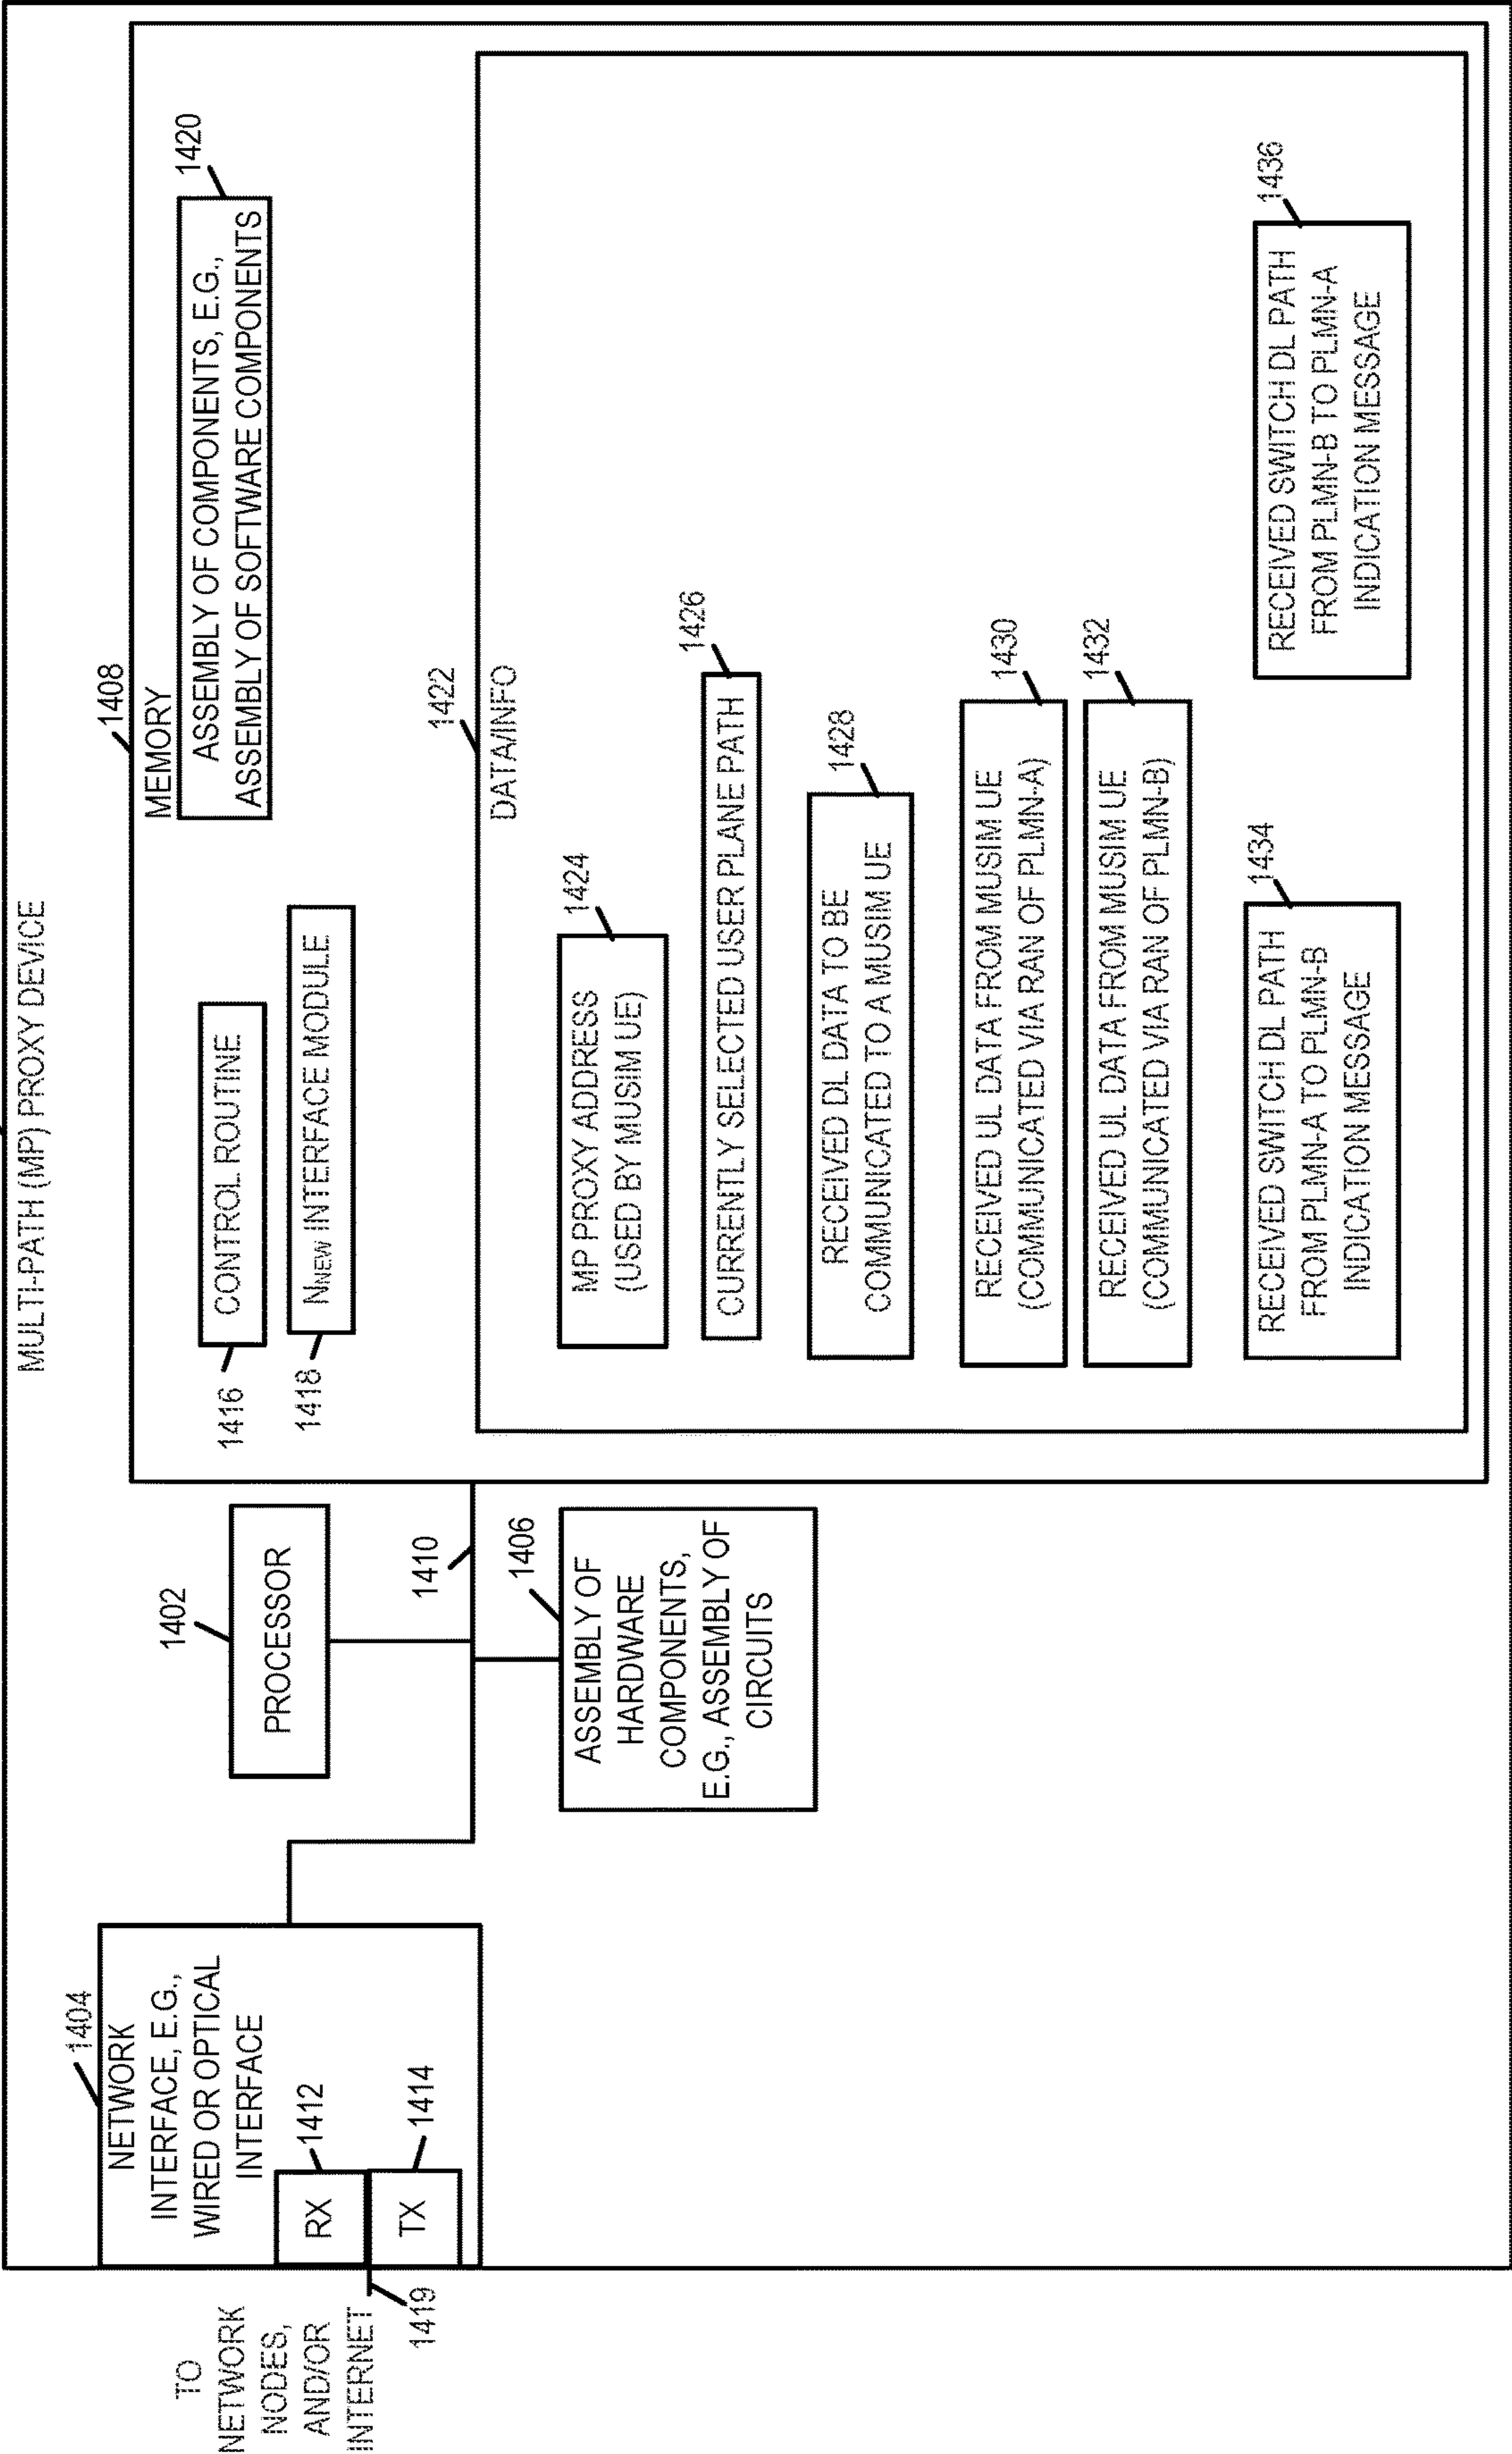 MULTI-PATH (MP) PROXY DEVICE
TO
NETWORK
NODES,
AND/OR
INTERNET
1419
1404
NETWORK
INTERFACE, E.G.,
WIRED OR OPTICAL
INTERFACE
RX
1412
TX
1414
1402
PROCESSOR
1410
1406
ASSEMBLY OF
HARDWARE
COMPONENTS,
E.G., ASSEMBLY OF
CIRCUITS
1408
MEMORY
1416
CONTROL ROUTINE
1418
NNEW INTERFACE MODULE
1420
ASSEMBLY OF COMPONENTS, E.G.,
ASSEMBLY OF SOFTWARE COMPONENTS
1422
DATA/INFO
1424
MP PROXY ADDRESS
(USED BY MUSIM UE)
1426
CURRENTLY SELECTED USER PLANE PATH
1428
RECEIVED DL DATA TO BE
COMMUNICATED TO A MUSIM UE
1430
RECEIVED UL DATA FROM MUSIM UE
(COMMUNICATED VIA RAN OF PLMN-A)
1432
RECEIVED UL DATA FROM MUSIM UE
(COMMUNICATED VIA RAN OF PLMN-B)
1434
RECEIVED SWITCH DL PATH
FROM PLMN-A TO PLMN-B
INDICATION MESSAGE
1436
RECEIVED SWITCH DL PATH
FROM PLMN-B TO PLMN-A
INDICATION MESSAGE